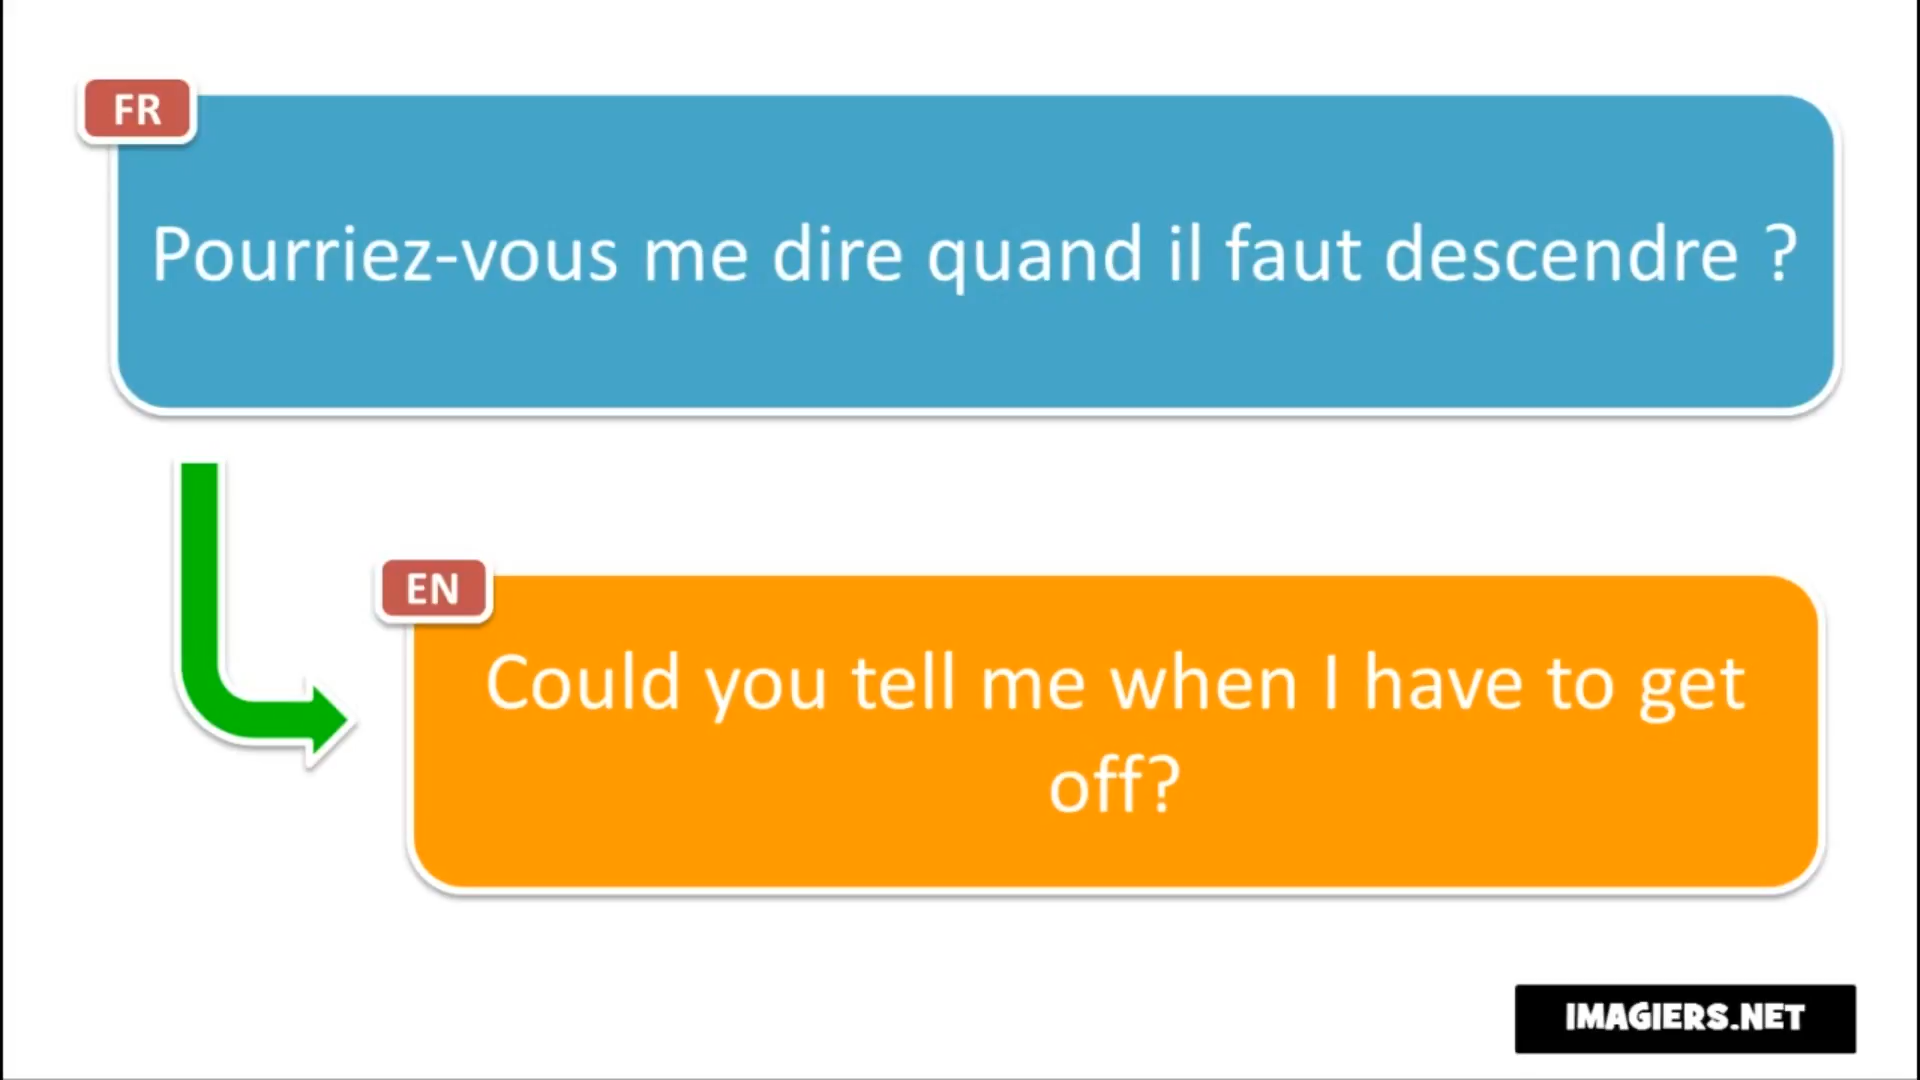 FR
Pourriez-vous me dire quand il faut descendre ?
EN
Could you tell me when I have to get
off?
IMAGIERS.NET